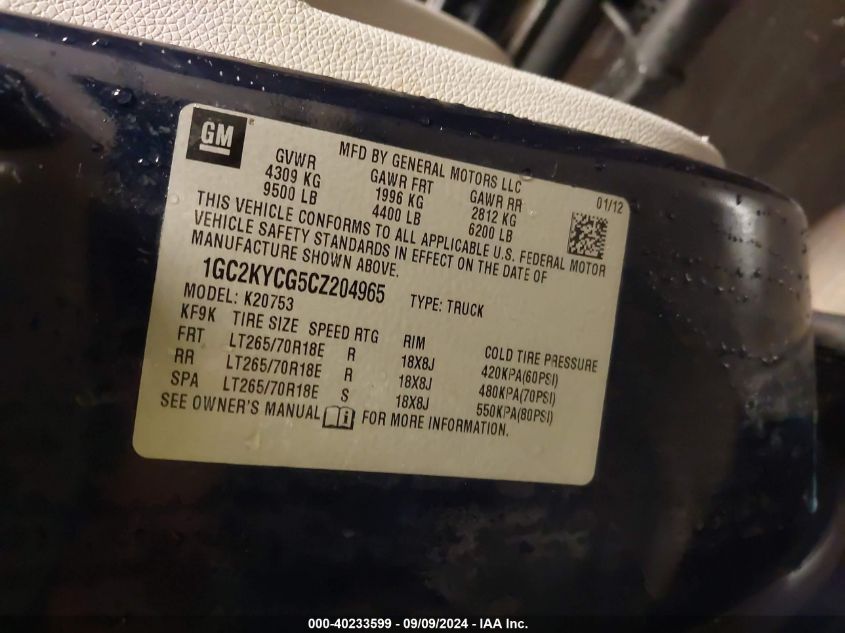 GM
MFD BY GENERAL MOTORS LLC
01/12
GVWR GAWR FRT GAWR RR
4309 KG 1996 KG 2812 KG
9500 LB 4400 LB 6200 LB
THIS VEHICLE CONFORMS TO ALL APPLICABLE U.S. FEDERAL MOTOR
VEHICLE SAFETY STANDARDS IN EFFECT ON THE DATE OF
MANUFACTURE SHOWN ABOVE.
1GC2KYCG5CZ204965 TYPE: TRUCK
MODEL: K20753
KF9K TIRE SIZE SPEED RTG RIM COLD TIRE PRESSURE
FRT LT265/70R18E R 18X8J 420KPA(60PSI)
RR LT265/70R18E R 18X8J 480KPA(70PSI)
SPA LT265/70R18E S 18X8J 550KPA(80PSI)
SEE OWNER'S MANUAL FOR MORE INFORMATION.
000-40233599 - 09/09/2024 - IAA Inc.